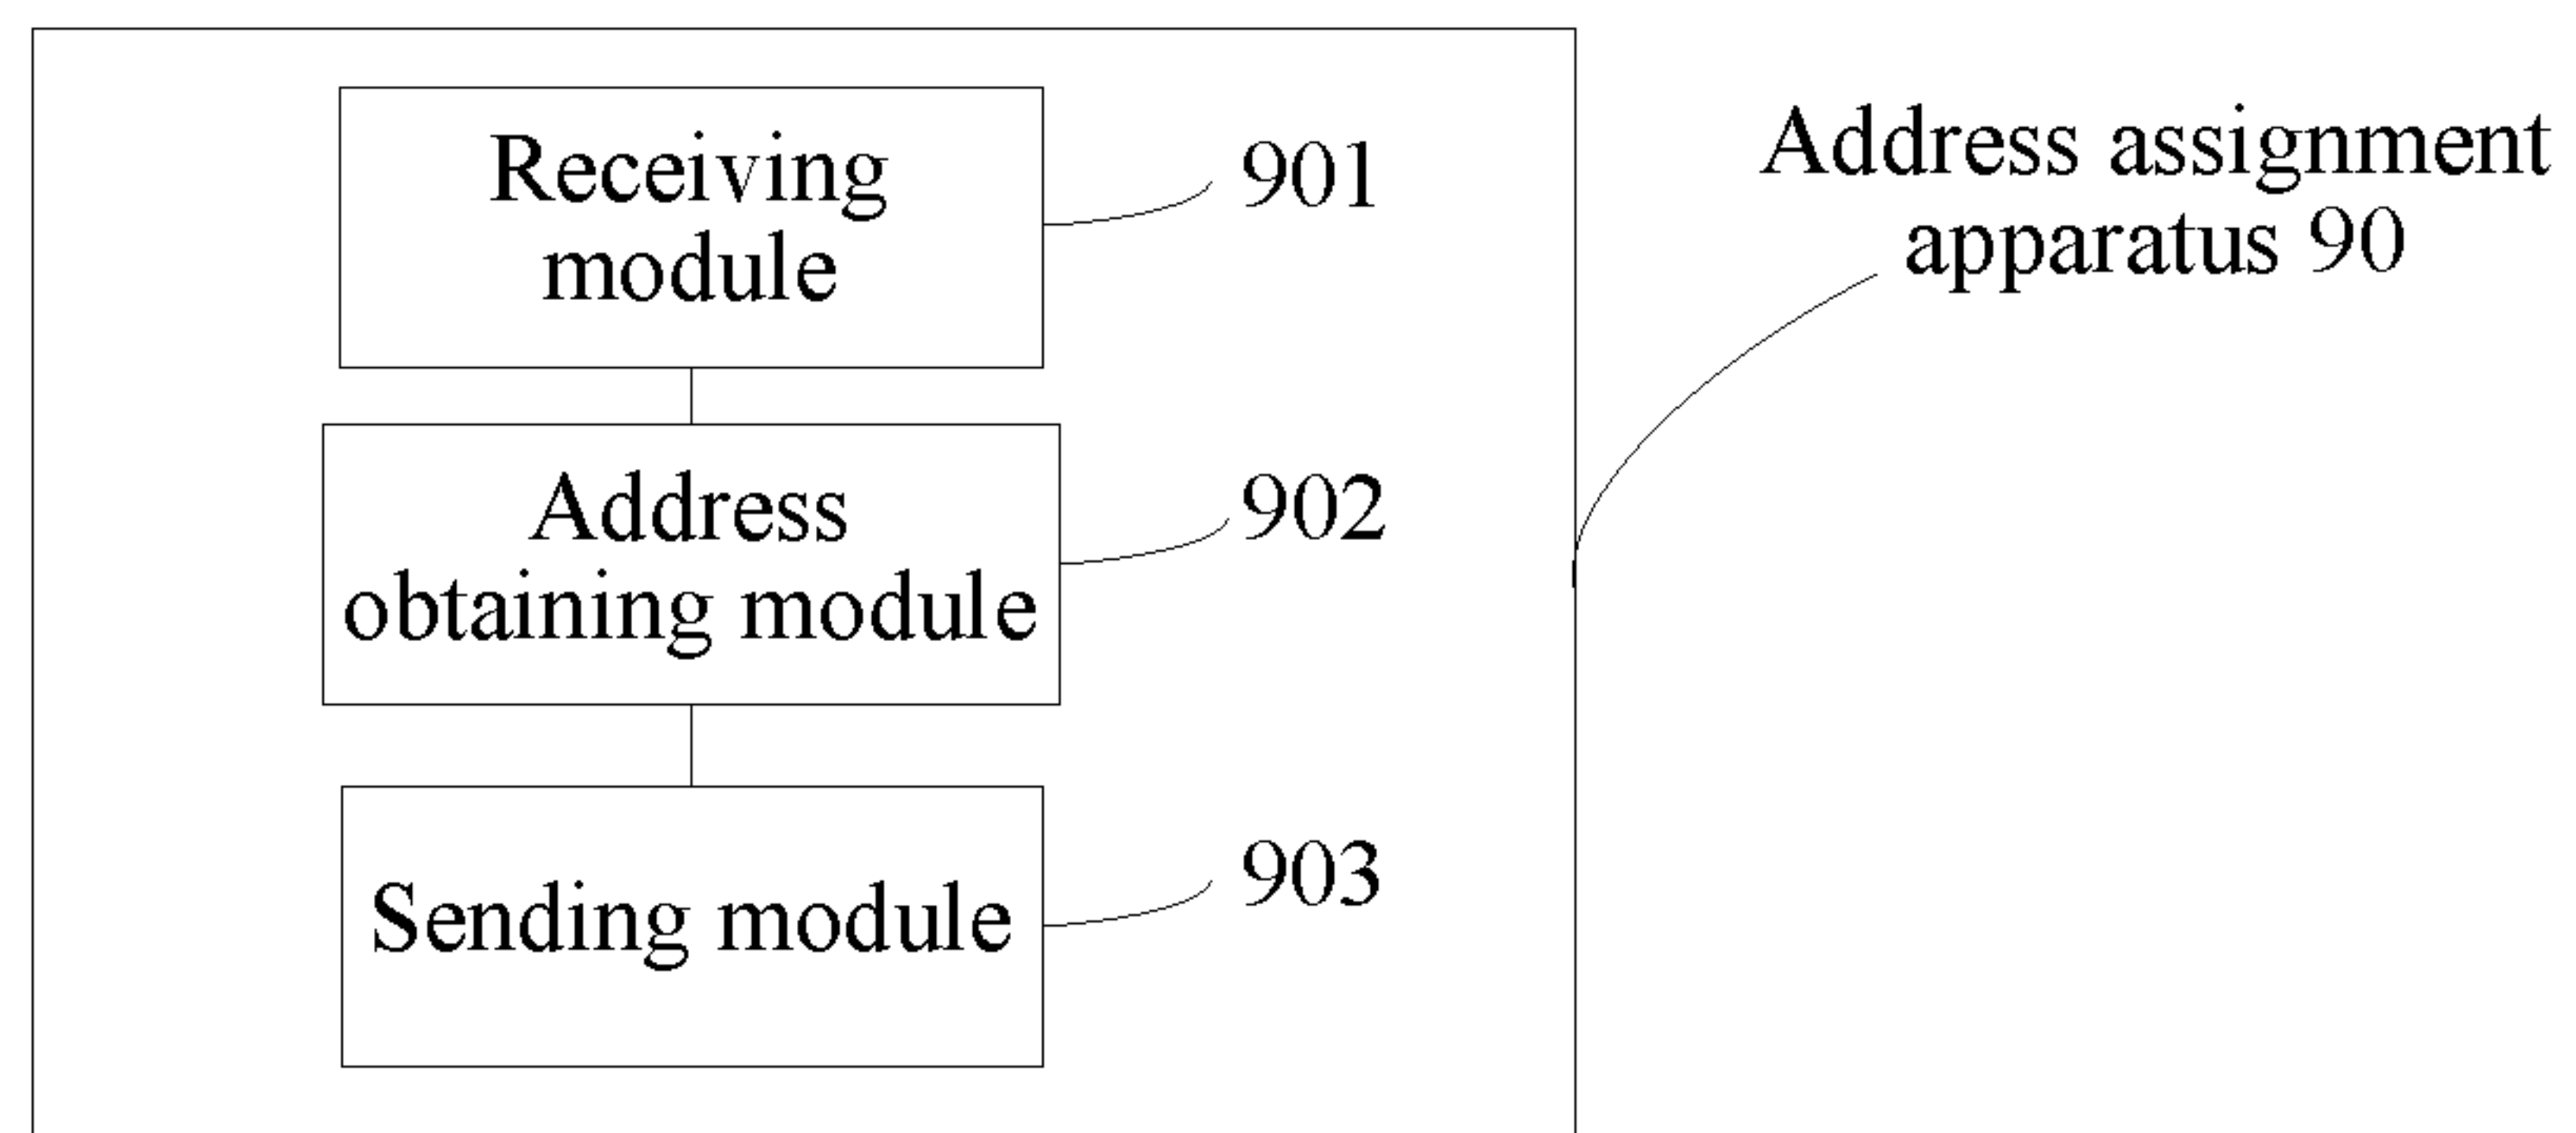 Receiving
module
901
Address assignment
apparatus 90
Address
obtaining module
902
Sending module
903